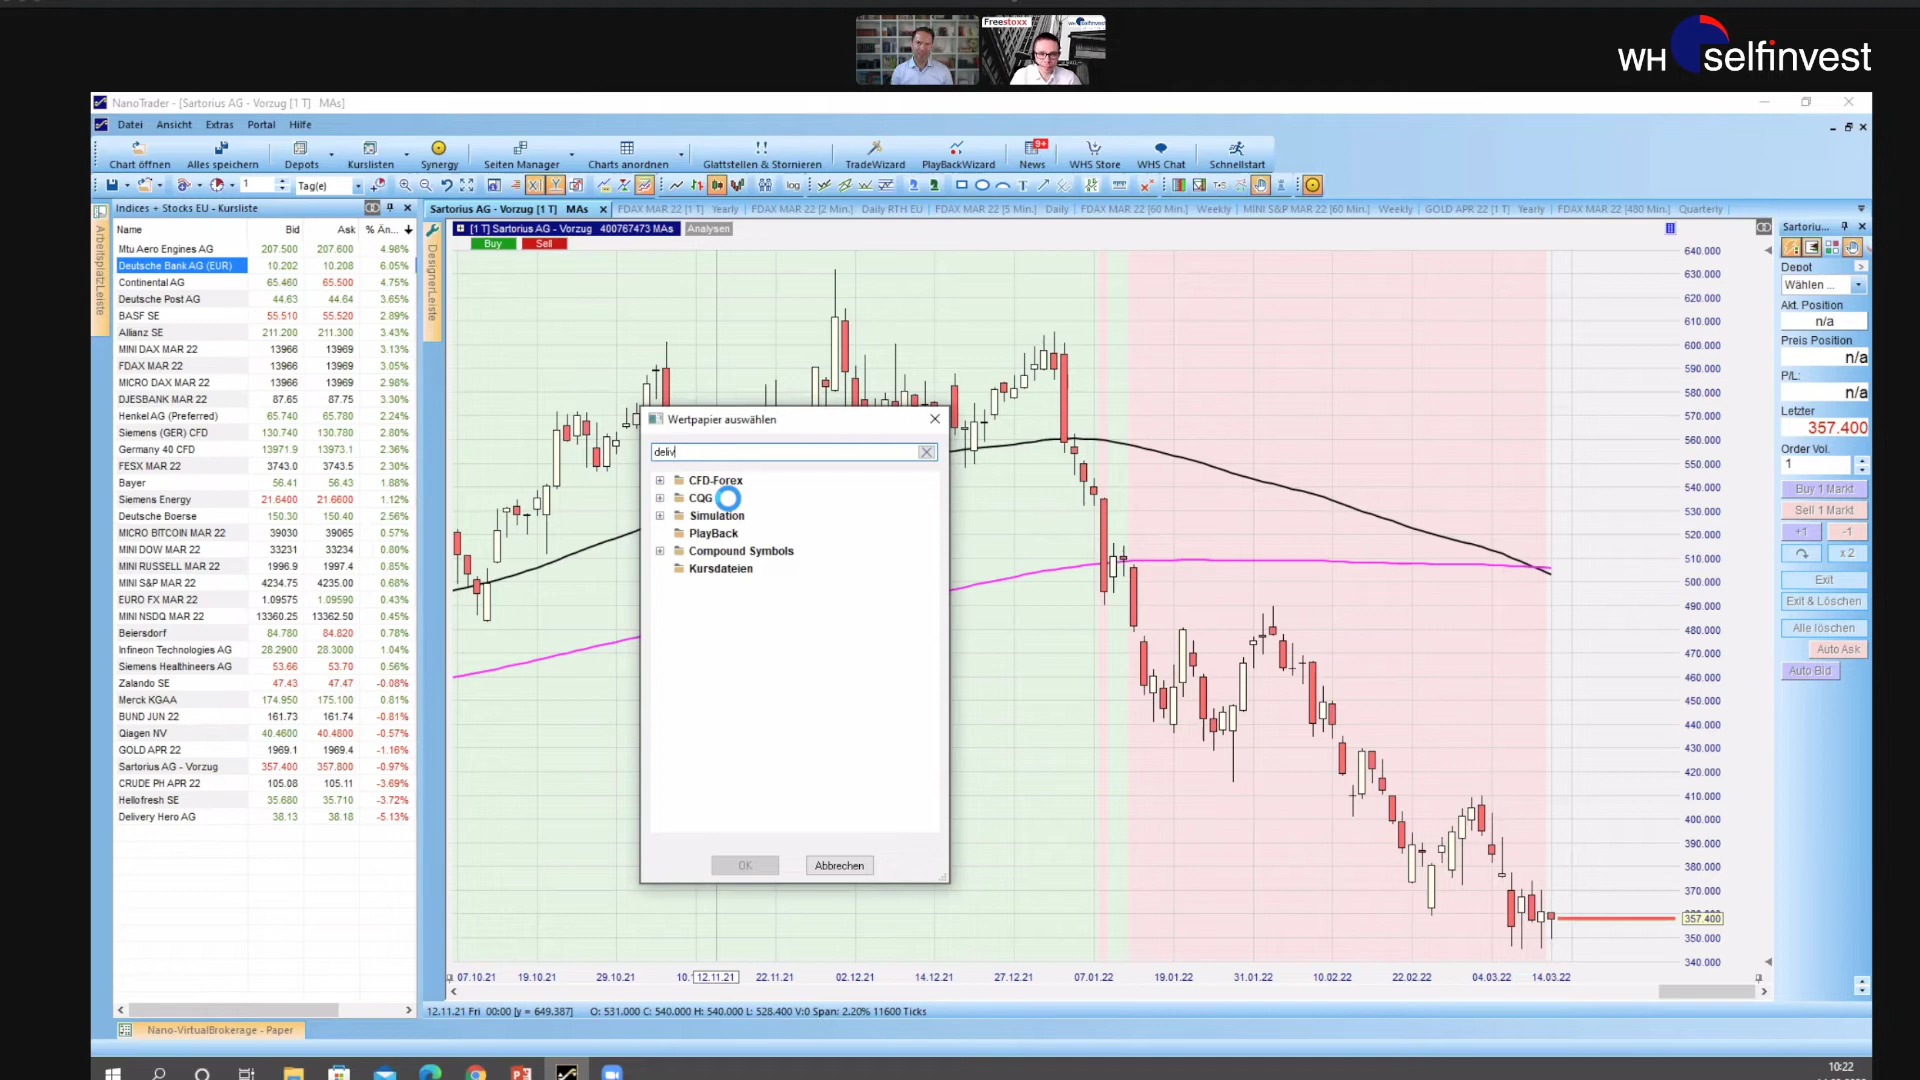 Freestoxx
WH selfinvest
WH selfinvest
NanoTrader - [Sartorius AG - Vorzug [1 T] MAs]
Datei Ansicht Extras Portal Hilfe
Chart öffnen Alles speichern Depots Kurslisten Synergy Seiten Manager Charts anordnen Glattstellen & Stornieren TradeWizard PlayBackWizard News 9+ WHS Store WHS Chat Schnellstart
1 Tag(e) log
Indices + Stocks EU - Kursliste
Sartorius AG - Vorzug [1 T] MAs FDAX MAR 22 [1 T] Yearly FDAX MAR 22 [2 Min.] Daily RTH EU FDAX MAR 22 [5 Min.] Daily FDAX MAR 22 [60 Min.] Weekly MINI S&P MAR 22 [60 Min.] Weekly GOLD APR 22 [1 T] Yearly FDAX MAR 22 [480 Min.] Quarterly
ArbeitsplatzLeiste
DesignerLeiste
Name Bid Ask % Än...
Mtu Aero Engines AG 207.500 207.600 4.98%
Deutsche Bank AG (EUR) 10.202 10.208 6.05%
Continental AG 65.460 65.500 4.75%
Deutsche Post AG 44.63 44.64 3.65%
BASF SE 55.510 55.520 2.89%
Allianz SE 211.200 211.300 3.43%
MINI DAX MAR 22 13966 13969 3.13%
FDAX MAR 22 13966 13969 3.05%
MICRO DAX MAR 22 13966 13969 2.98%
DJESBANK MAR 22 87.65 87.75 3.30%
Henkel AG (Preferred) 65.740 65.780 2.24%
Siemens (GER) CFD 130.740 130.780 2.80%
Germany 40 CFD 13971.9 13973.1 2.36%
FESX MAR 22 3743.0 3743.5 2.30%
Bayer 56.41 56.43 1.88%
Siemens Energy 21.6400 21.6600 1.12%
Deutsche Boerse 150.30 150.40 2.56%
MICRO BITCOIN MAR 22 39030 39065 0.57%
MINI DOW MAR 22 33231 33234 0.80%
MINI RUSSELL MAR 22 1996.9 1997.4 0.85%
MINI S&P MAR 22 4234.75 4235.00 0.68%
EURO FX MAR 22 1.09575 1.09590 0.43%
MINI NSDQ MAR 22 13360.25 13362.50 0.45%
Beiersdorf 84.780 84.820 0.78%
Infineon Technologies AG 28.2900 28.3000 1.04%
Siemens Healthineers AG 53.66 53.70 0.56%
Zalando SE 47.43 47.47 -0.08%
Merck KGAA 174.950 175.100 0.81%
BUND JUN 22 161.73 161.74 -0.81%
Qiagen NV 40.4600 40.4800 -0.57%
GOLD APR 22 1969.1 1969.4 -1.16%
Sartorius AG - Vorzug 357.400 357.800 -0.97%
CRUDE PH APR 22 105.08 105.11 -3.69%
Hellofresh SE 35.680 35.710 -3.72%
Delivery Hero AG 38.13 38.18 -5.13%
Nano-VirtualBrokerage - Paper
[1 T] Sartorius AG - Vorzug 400767473 MAs Analysen
Buy Sell
Wertpapier auswählen
deliv
CFD-Forex
CQG
Simulation
PlayBack
Compound Symbols
Kursdateien
OK Abbrechen
640.000
630.000
620.000
610.000
600.000
590.000
580.000
570.000
560.000
550.000
540.000
530.000
520.000
510.000
500.000
490.000
480.000
470.000
460.000
450.000
440.000
430.000
420.000
410.000
400.000
390.000
380.000
370.000
357.400
350.000
340.000
07.10.21 19.10.21 29.10.21 10. 12.11.21 22.11.21 02.12.21 14.12.21 27.12.21 07.01.22 19.01.22 31.01.22 10.02.22 22.02.22 04.03.22 14.03.22
12.11.21 Fri 00:00 [y = 649.387] O: 531.000 C: 540.000 H: 540.000 L: 528.400 V:0 Span: 2.20% 11600 Ticks
Sartoriu...
Depot
Wählen ...
Akt. Position
n/a
Preis Position
n/a
P/L:
n/a
Letzter
357.400
Order Vol.
1
Buy 1 Markt
Sell 1 Markt
+1 -1
x 2
Exit
Exit & Löschen
Alle löschen
Auto Ask
Auto Bid
10:22